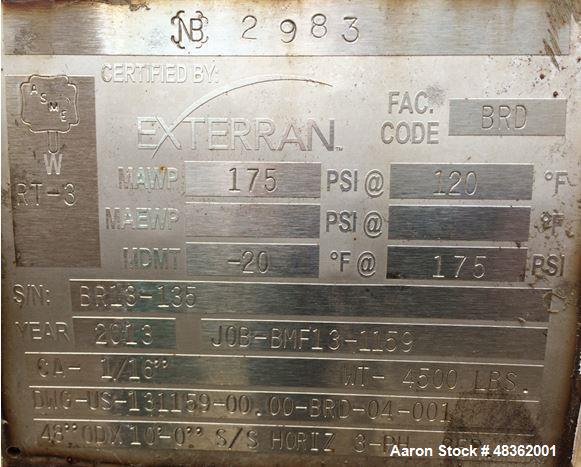 NB 2983
CERTIFIED BY:
ASME
W
RT-3
EXTERRAN™
FAC. CODE BRD
MAWP 175 PSI @ 120 °F
MAEWP PSI @ °F
MDMT -20 °F @ 175 PSI
S/N: BR13-135
YEAR 2013 JOB-BMF13-1159
CA- 1/16" WT- 4500 LBS.
DWG-US-131159-00.00-BRD-04-001
48"ODX10'-0" S/S HORIZ 3-PH
Aaron Stock # 48362001